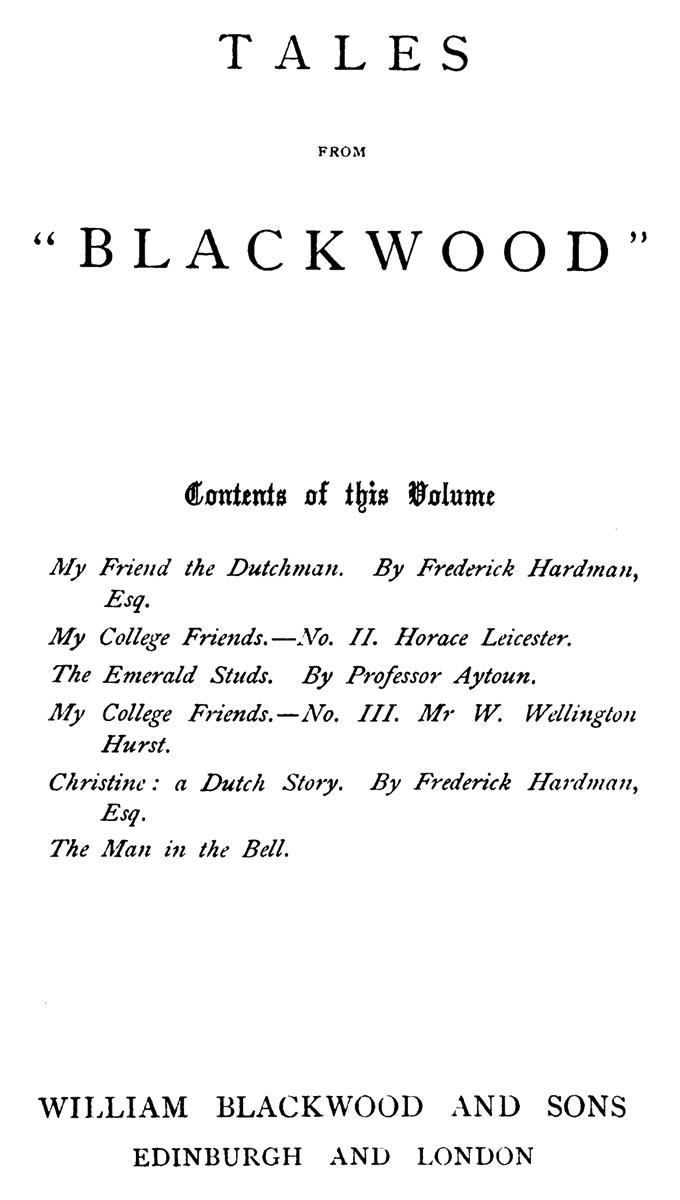 TALES
FROM
“BLACKWOOD”
Contents of this Volume
My Friend the Dutchman. By Frederick Hardman,
Esq.
My College Friends.—No. II. Horace Leicester.
The Emerald Studs. By Professor Aytoun.
My College Friends.—No. III. Mr W. Wellington
Hurst.
Christine: a Dutch Story. By Frederick Hardman,
Esq.
The Man in the Bell.
WILLIAM BLACKWOOD AND SONS
EDINBURGH AND LONDON